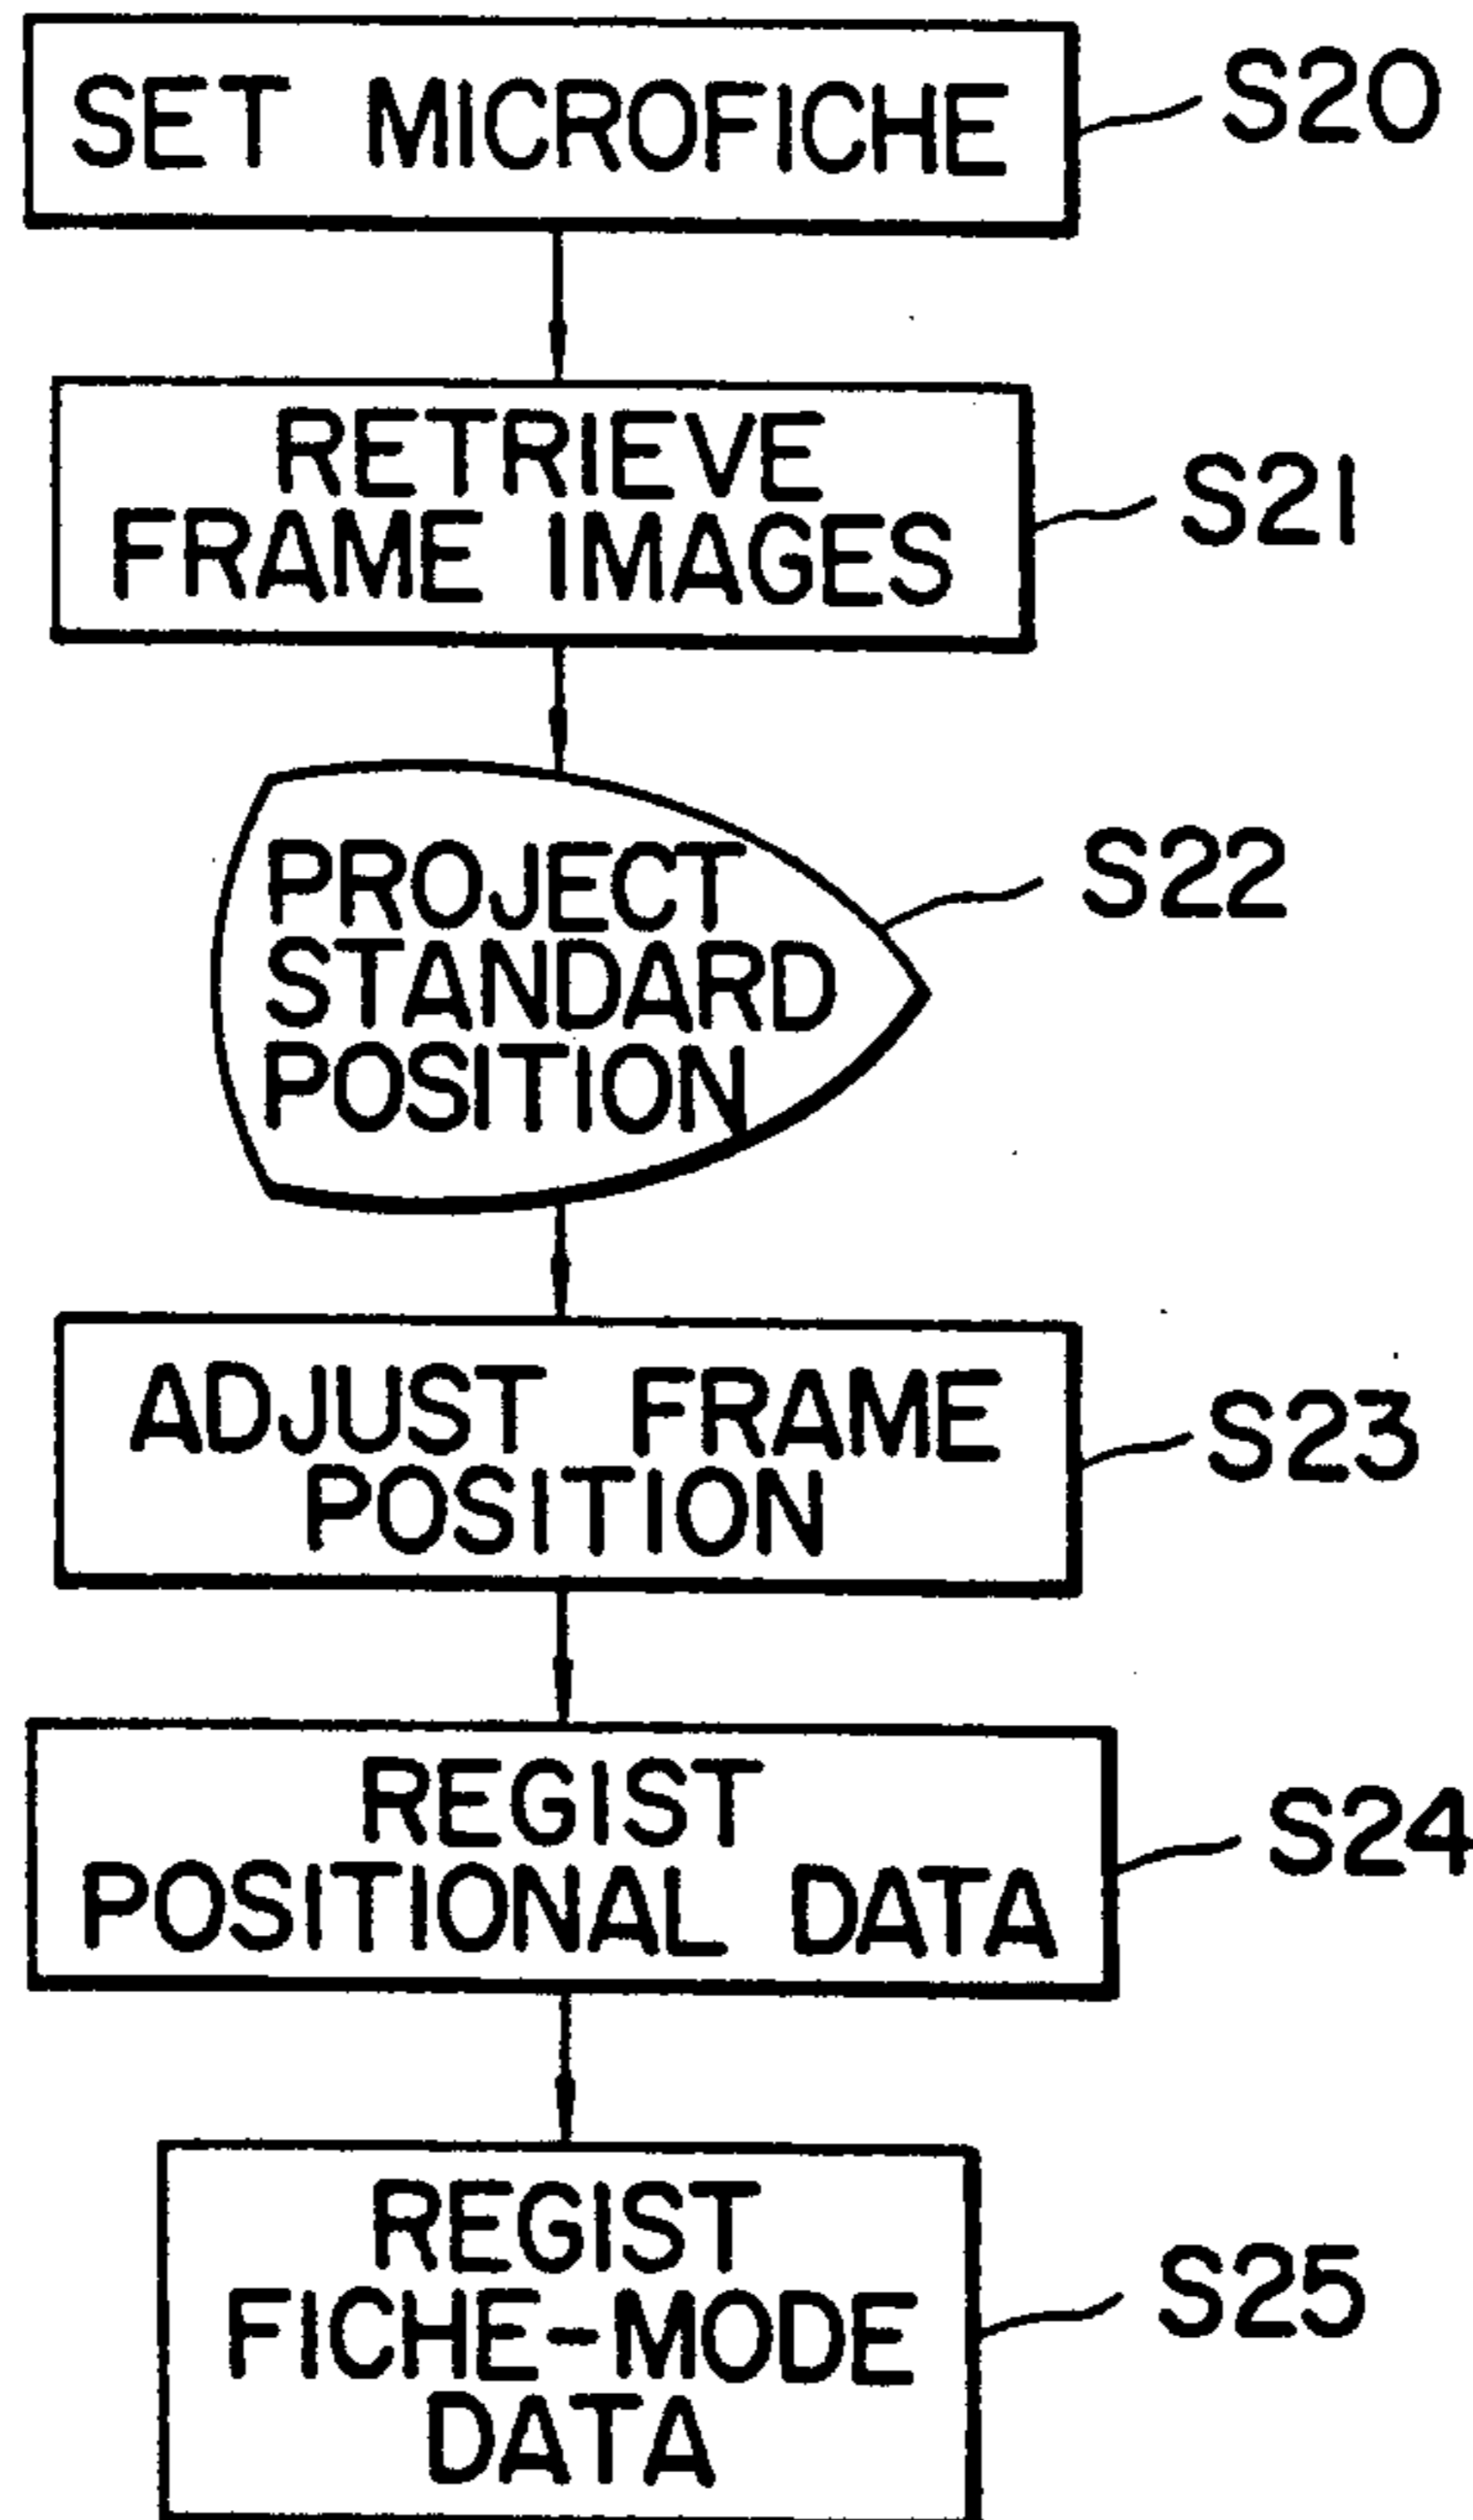 SET MICROFICHE
S20
RETRIEVE
FRAME IMAGES
S21
PROJECT
STANDARD
POSITION
S22
ADJUST FRAME
POSITION
S23
REGIST
POSITIONAL DATA
S24
REGIST
FICHE-MODE
DATA
S25